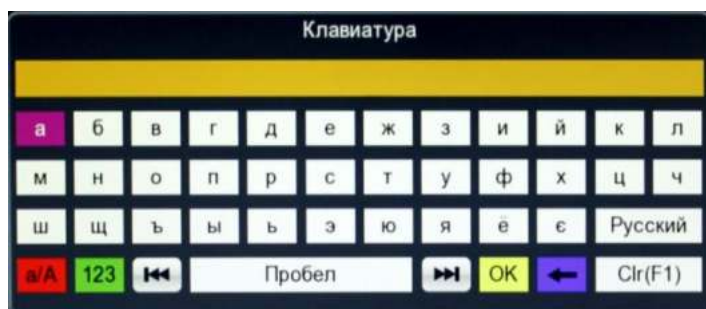 Клавиатура
а б в г д е ж з и й к л
м н о п р с т у ф х ц ч
ш щ ъ ы ь э ю я ё є Русский
а/А 123 Пробел OK Clr(F1)